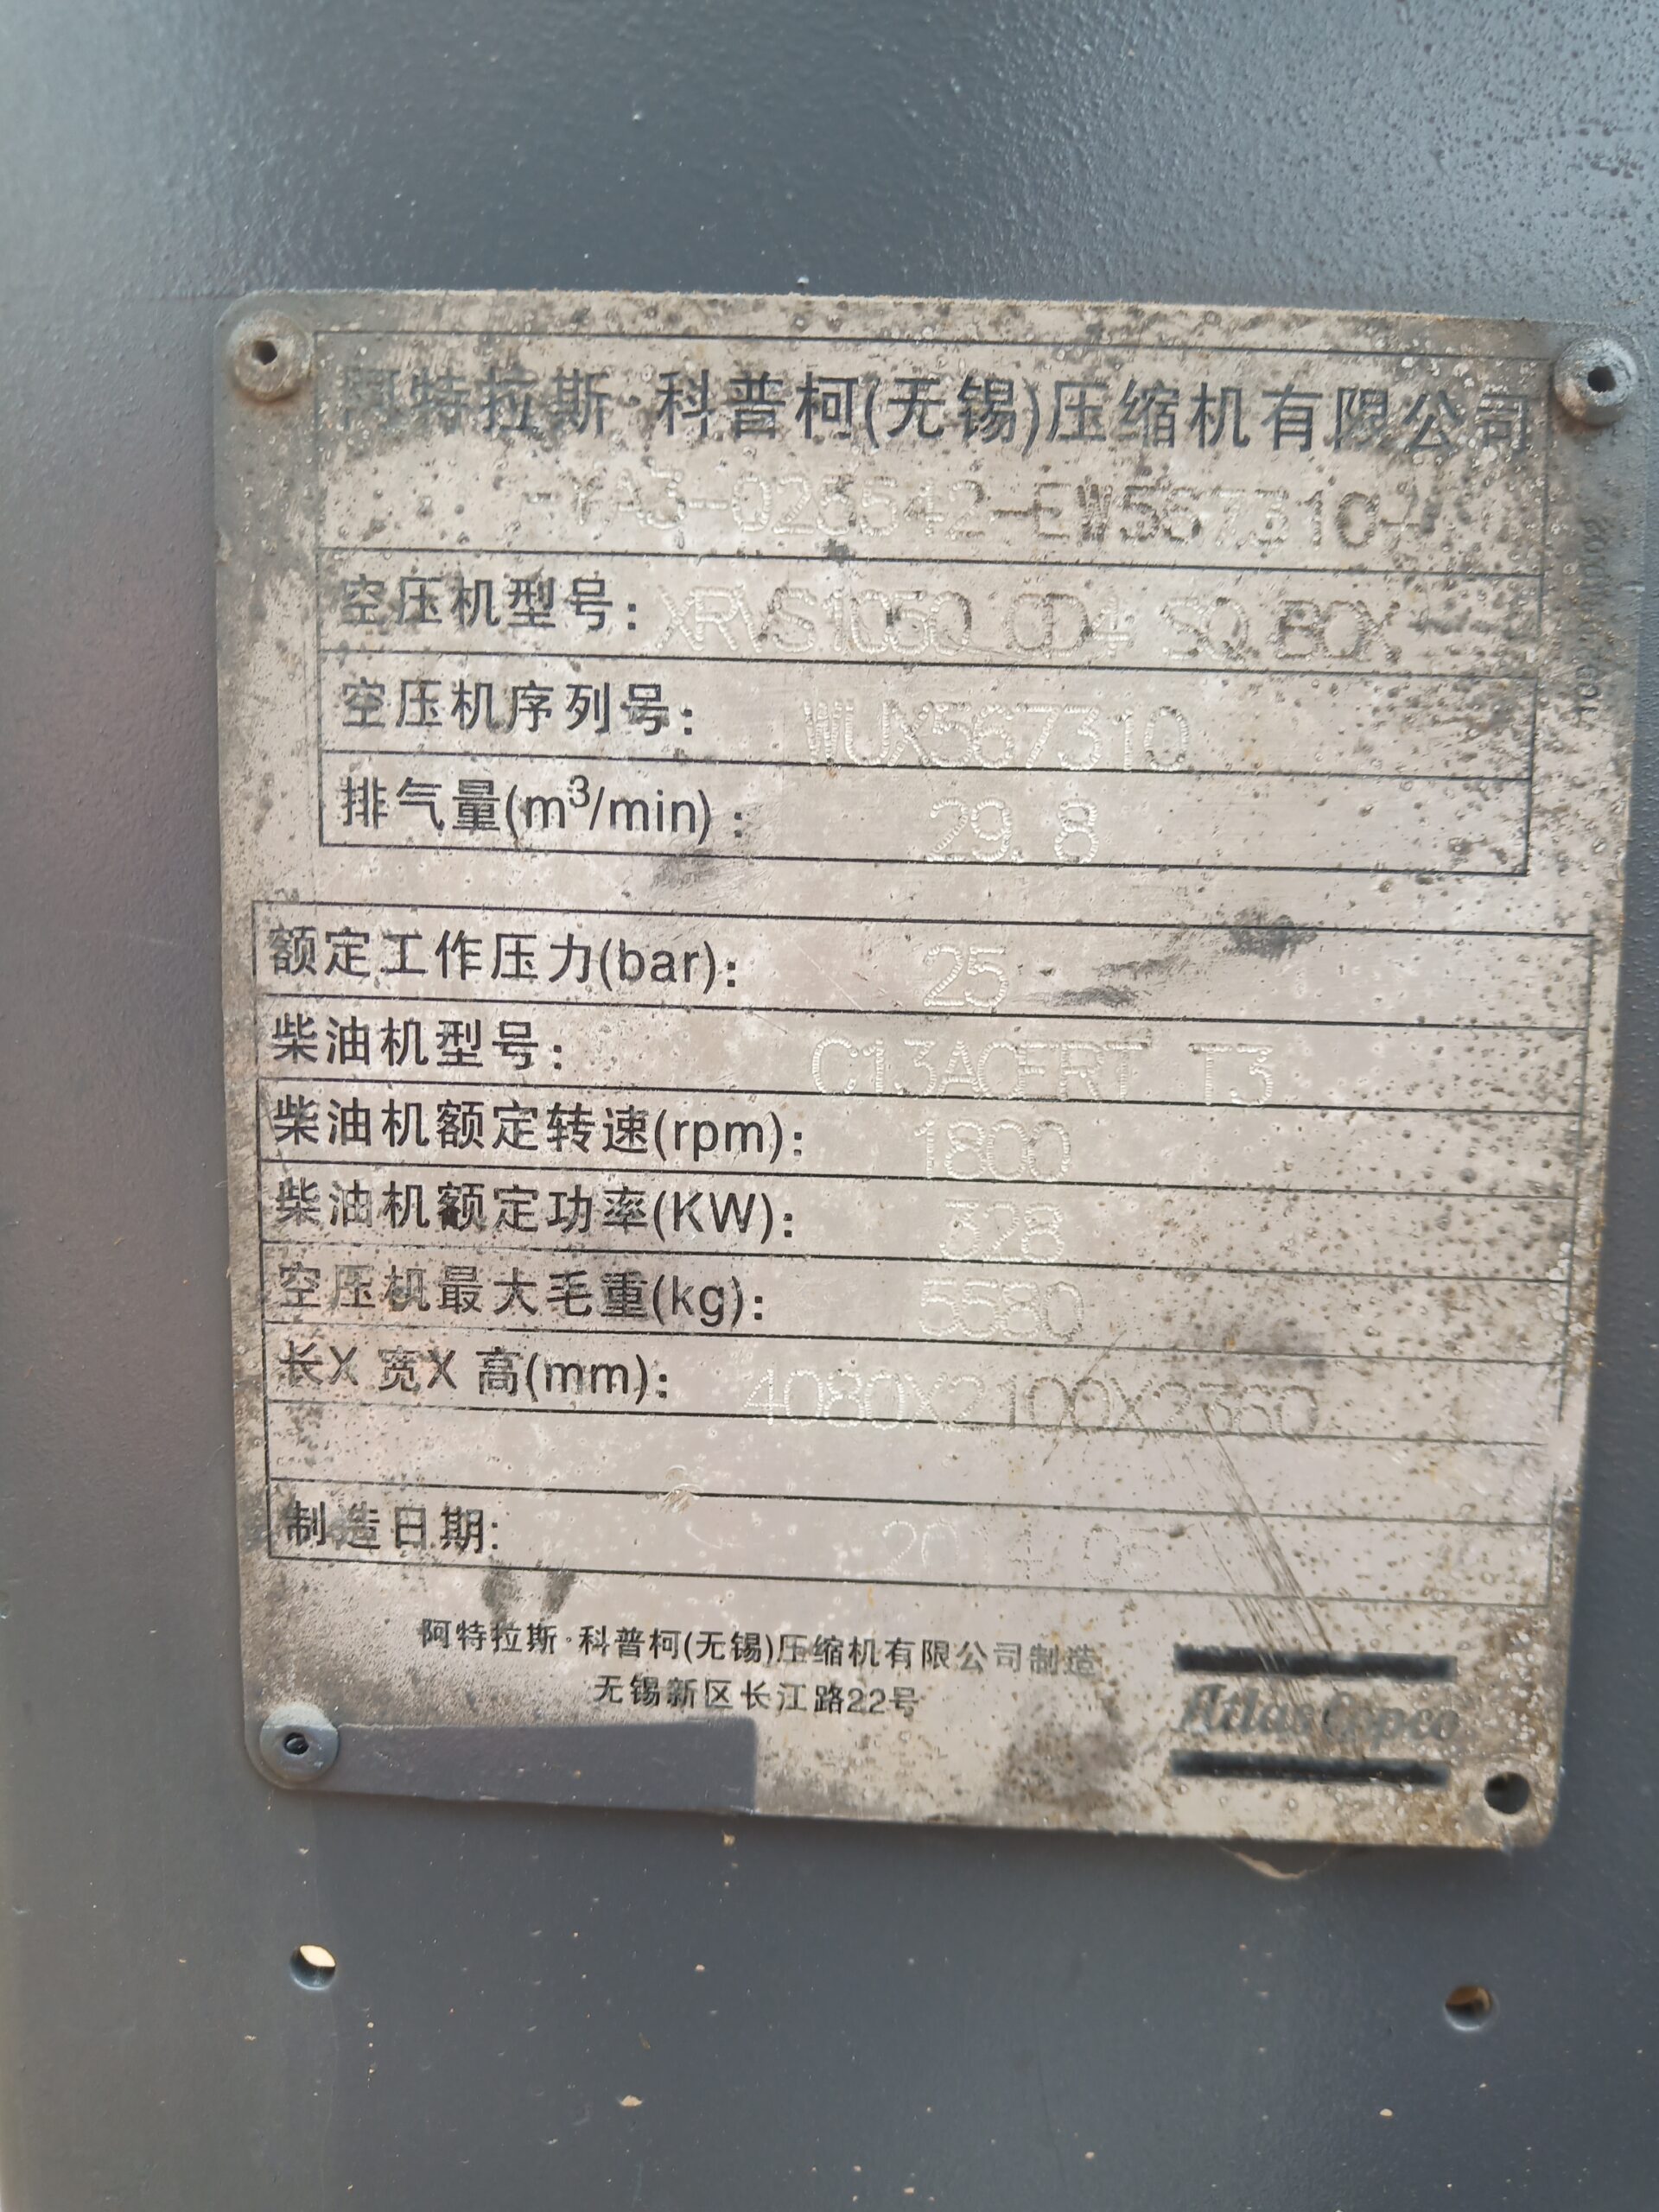 阿特拉斯·科普柯(无锡)压缩机有限公司
空压机型号: XRVS1050 CD4 SQ BOX
空压机序列号: WUX567310
排气量(m³/min): 29.8
额定工作压力(bar): 25
柴油机型号: C13ACERT T3
柴油机额定转速(rpm): 1800
柴油机额定功率(KW): 328
空压机最大毛重(kg): 5580
长X宽X高(mm):
制造日期:
阿特拉斯·科普柯(无锡)压缩机有限公司制造
无锡新区长江路22号
Atlas Copco